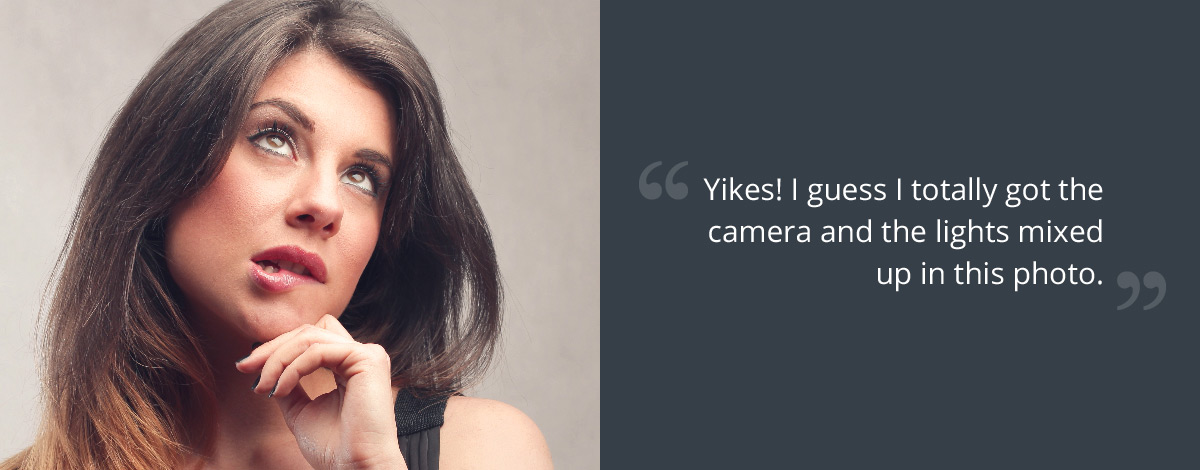 “ Yikes! I guess I totally got the
camera and the lights mixed
up in this photo. ”